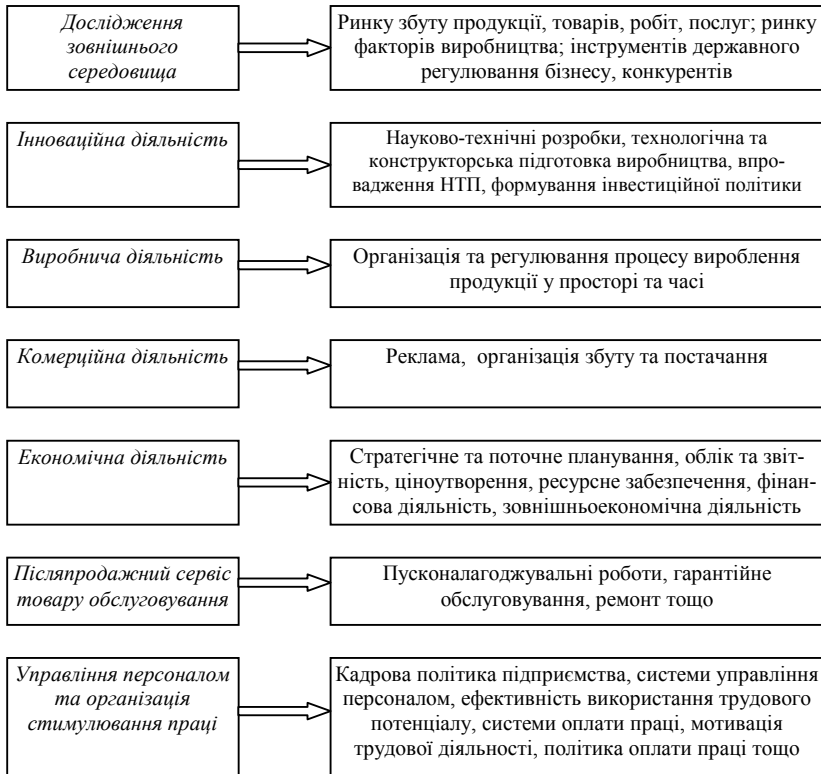 Дослідження
зовнішнього
середовища
Ринку збуту продукції, товарів, робіт, послуг; ринку
факторів виробництва; інструментів державного
регулювання бізнесу, конкурентів
Інноваційна діяльність
Науково-технічні розробки, технологічна та
конструкторська підготовка виробництва, впро-
вадження НТП, формування інвестиційної політики
Виробнича діяльність
Організація та регулювання процесу вироблення
продукції у просторі та часі
Комерційна діяльність
Реклама, організація збуту та постачання
Економічна діяльність
Стратегічне та поточне планування, облік та звіт-
ність, ціноутворення, ресурсне забезпечення, фінан-
сова діяльність, зовнішньоекономічна діяльність
Післяпродажний сервіс
товару обслуговування
Пусконалагоджувальні роботи, гарантійне
обслуговування, ремонт тощо
Управління персоналом
та організація
стимулювання праці
Кадрова політика підприємства, системи управління
персоналом, ефективність використання трудового
потенціалу, системи оплати праці, мотивація
трудової діяльності, політика оплати праці тощо